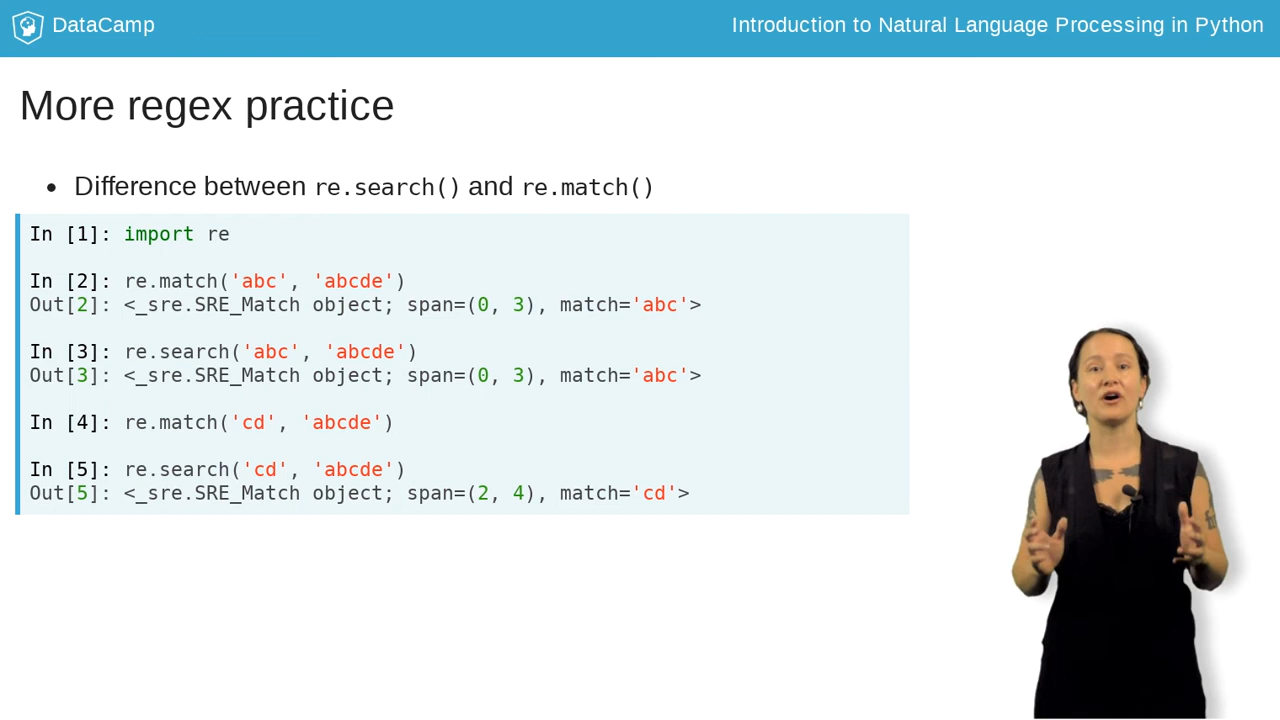 DataCamp
Introduction to Natural Language Processing in Python
More regex practice
• Difference between re.search() and re.match()
In [1]: import re
In [2]: re.match('abc', 'abcde')
Out[2]: <_sre.SRE_Match object; span=(0, 3), match='abc'>
In [3]: re.search('abc', 'abcde')
Out[3]: <_sre.SRE_Match object; span=(0, 3), match='abc'>
In [4]: re.match('cd', 'abcde')
In [5]: re.search('cd', 'abcde')
Out[5]: <_sre.SRE_Match object; span=(2, 4), match='cd'>